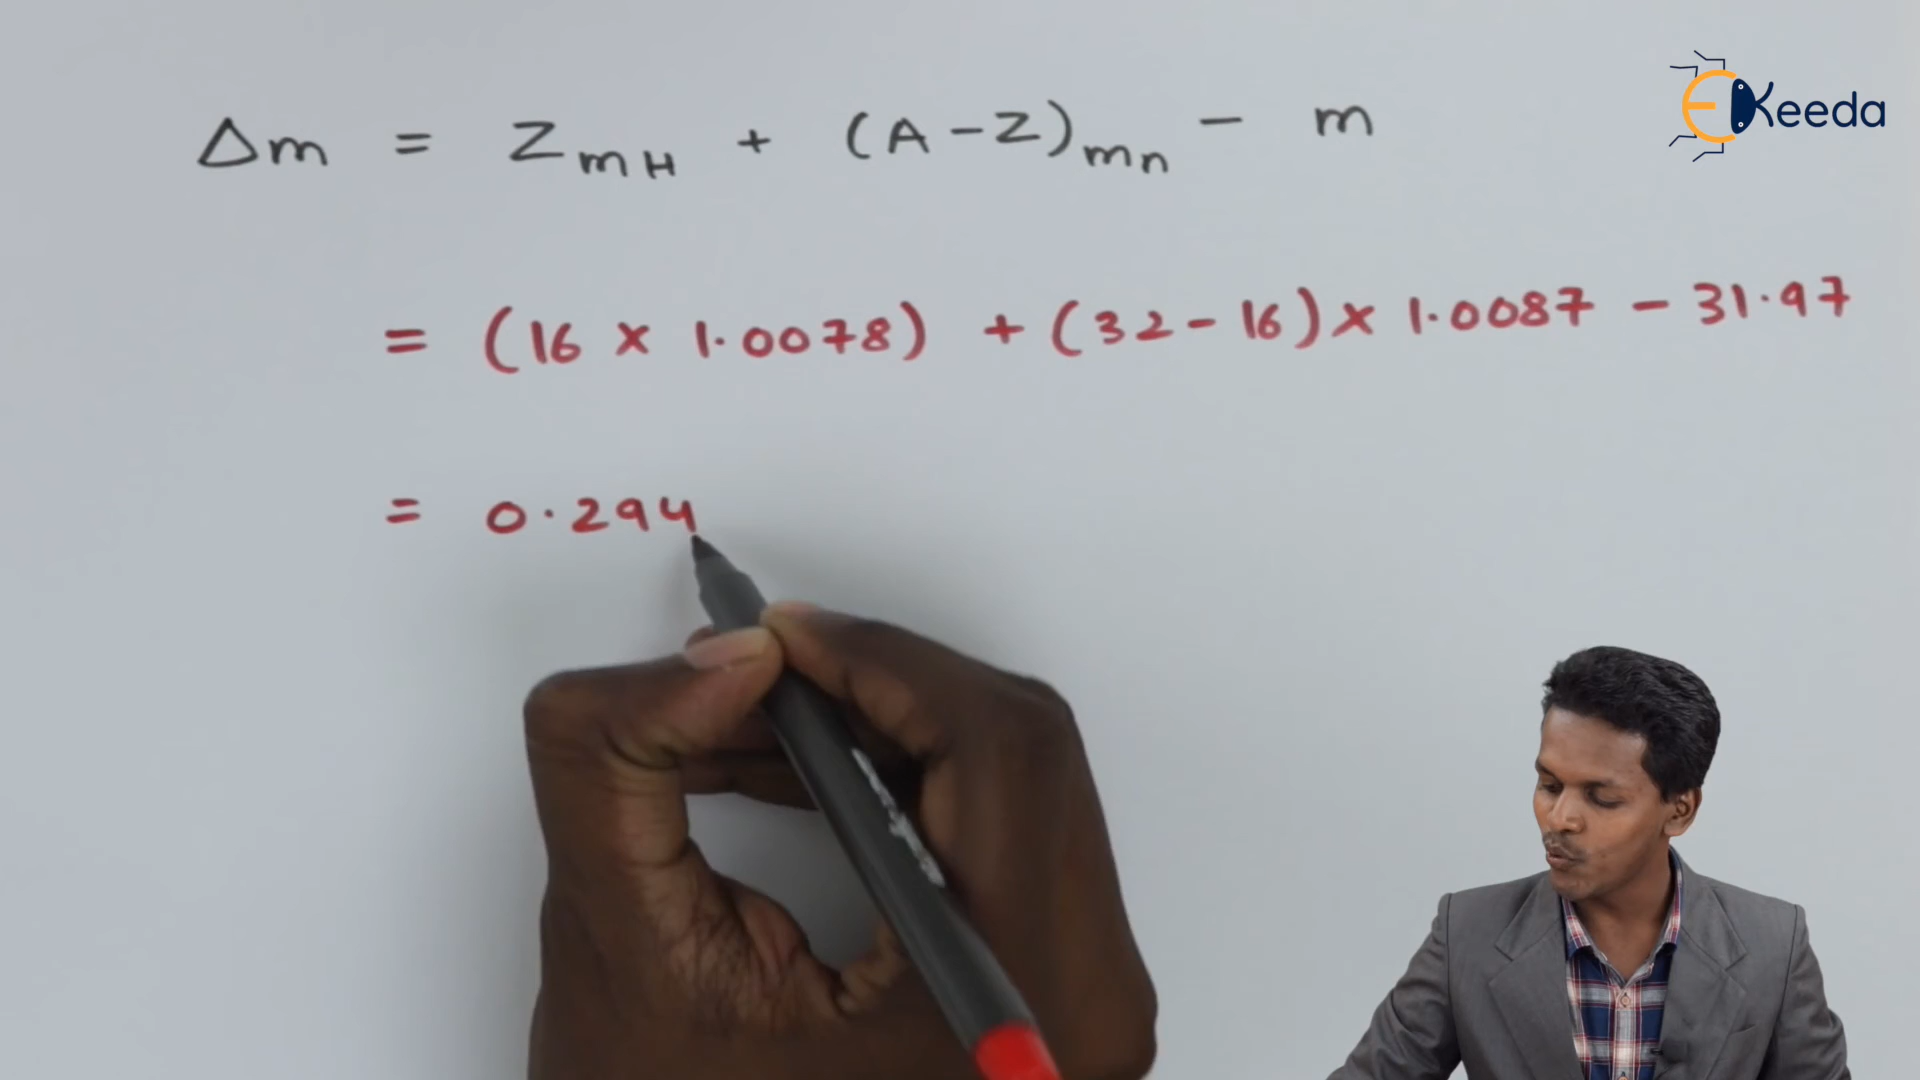 EKeeda
Δm = Z mH + (A-Z) mn - m
= (16 × 1.0078) + (32-16) × 1.0087 - 31.97
= 0.294